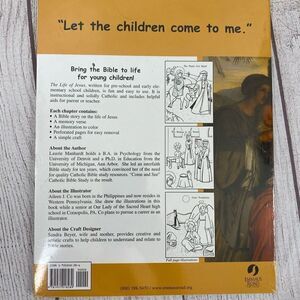 "Let the children come to me."
Bring the Bible to life
for young children!
The Life of Jesus, written for pre-school and early
elementary school children, is fun and easy to use. It is
instructional and solidly Catholic and includes helpful
aids for parent or teacher.
Each chapter contains:
• A Bible story on the life of Jesus
• A memory verse
• An illustration to color
• Perforated pages for easy removal
• A simple craft
About the Author
Laurie Manhardt holds a B.A. in Psychology from the
University of Detroit and a Ph.D. in Education from the
University of Michigan, Ann Arbor. She led an interfaith
Bible study for ten years, which convinced her of the need
for quality Catholic Bible study resources. "Come and See"
Catholic Bible Study is the result.
About the Illustrator
Aileen J. Co was born in the Philippines and now resides in
Western Pennsylvania. She drew the illustrations in this
book while a senior at Our Lady of the Sacred Heart high
school in Coraopolis, PA. Co plans to pursue a career as an
illustrator.
About the Craft Designer
Sundra Beyer, wife and mother, provides creative and
artistic crafts to help children to understand and relate to
Bible stories.
Full page illustrations
EMMAUS
ROAD